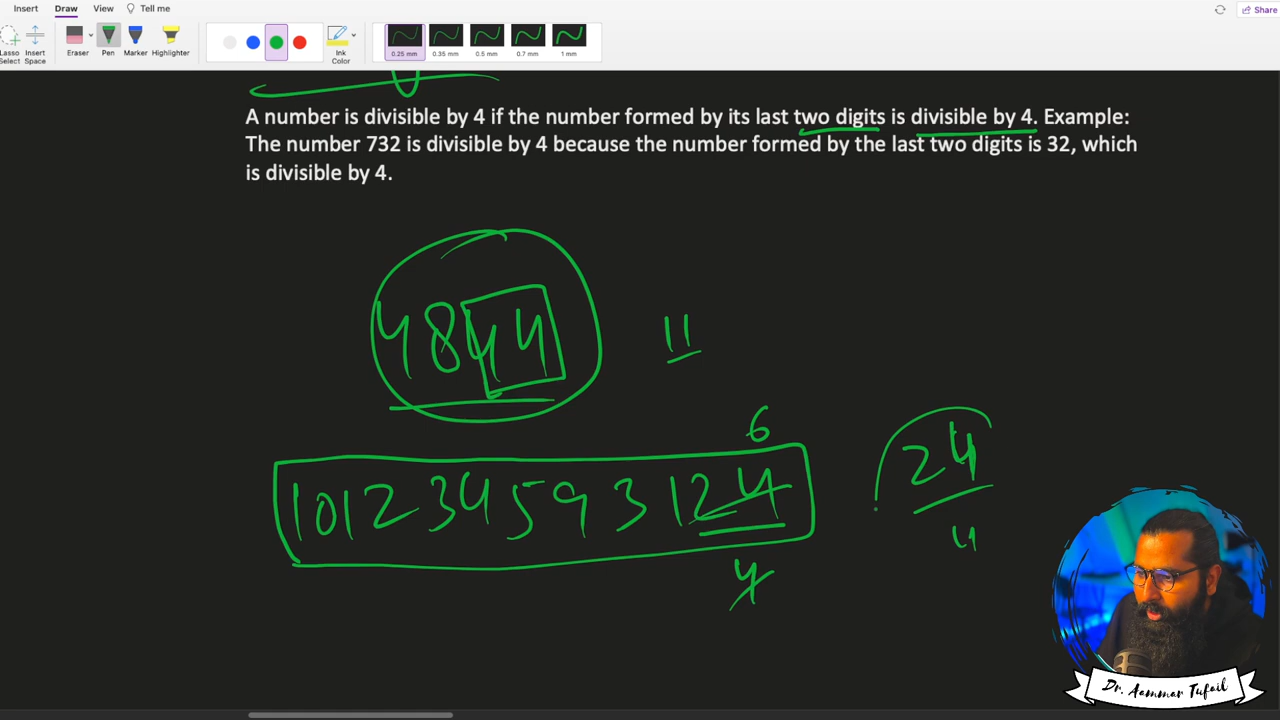 Insert Draw View Tell me
Share
Lasso Select
Insert Space
Eraser
Pen
Marker
Highlighter
Ink Color
0.25 mm 0.35 mm 0.5 mm 0.7 mm 1 mm
A number is divisible by 4 if the number formed by its last two digits is divisible by 4. Example:
The number 732 is divisible by 4 because the number formed by the last two digits is 32, which
is divisible by 4.
4844 11
6
1012345931 24
4
24
4
Dr. Aammar Tufail